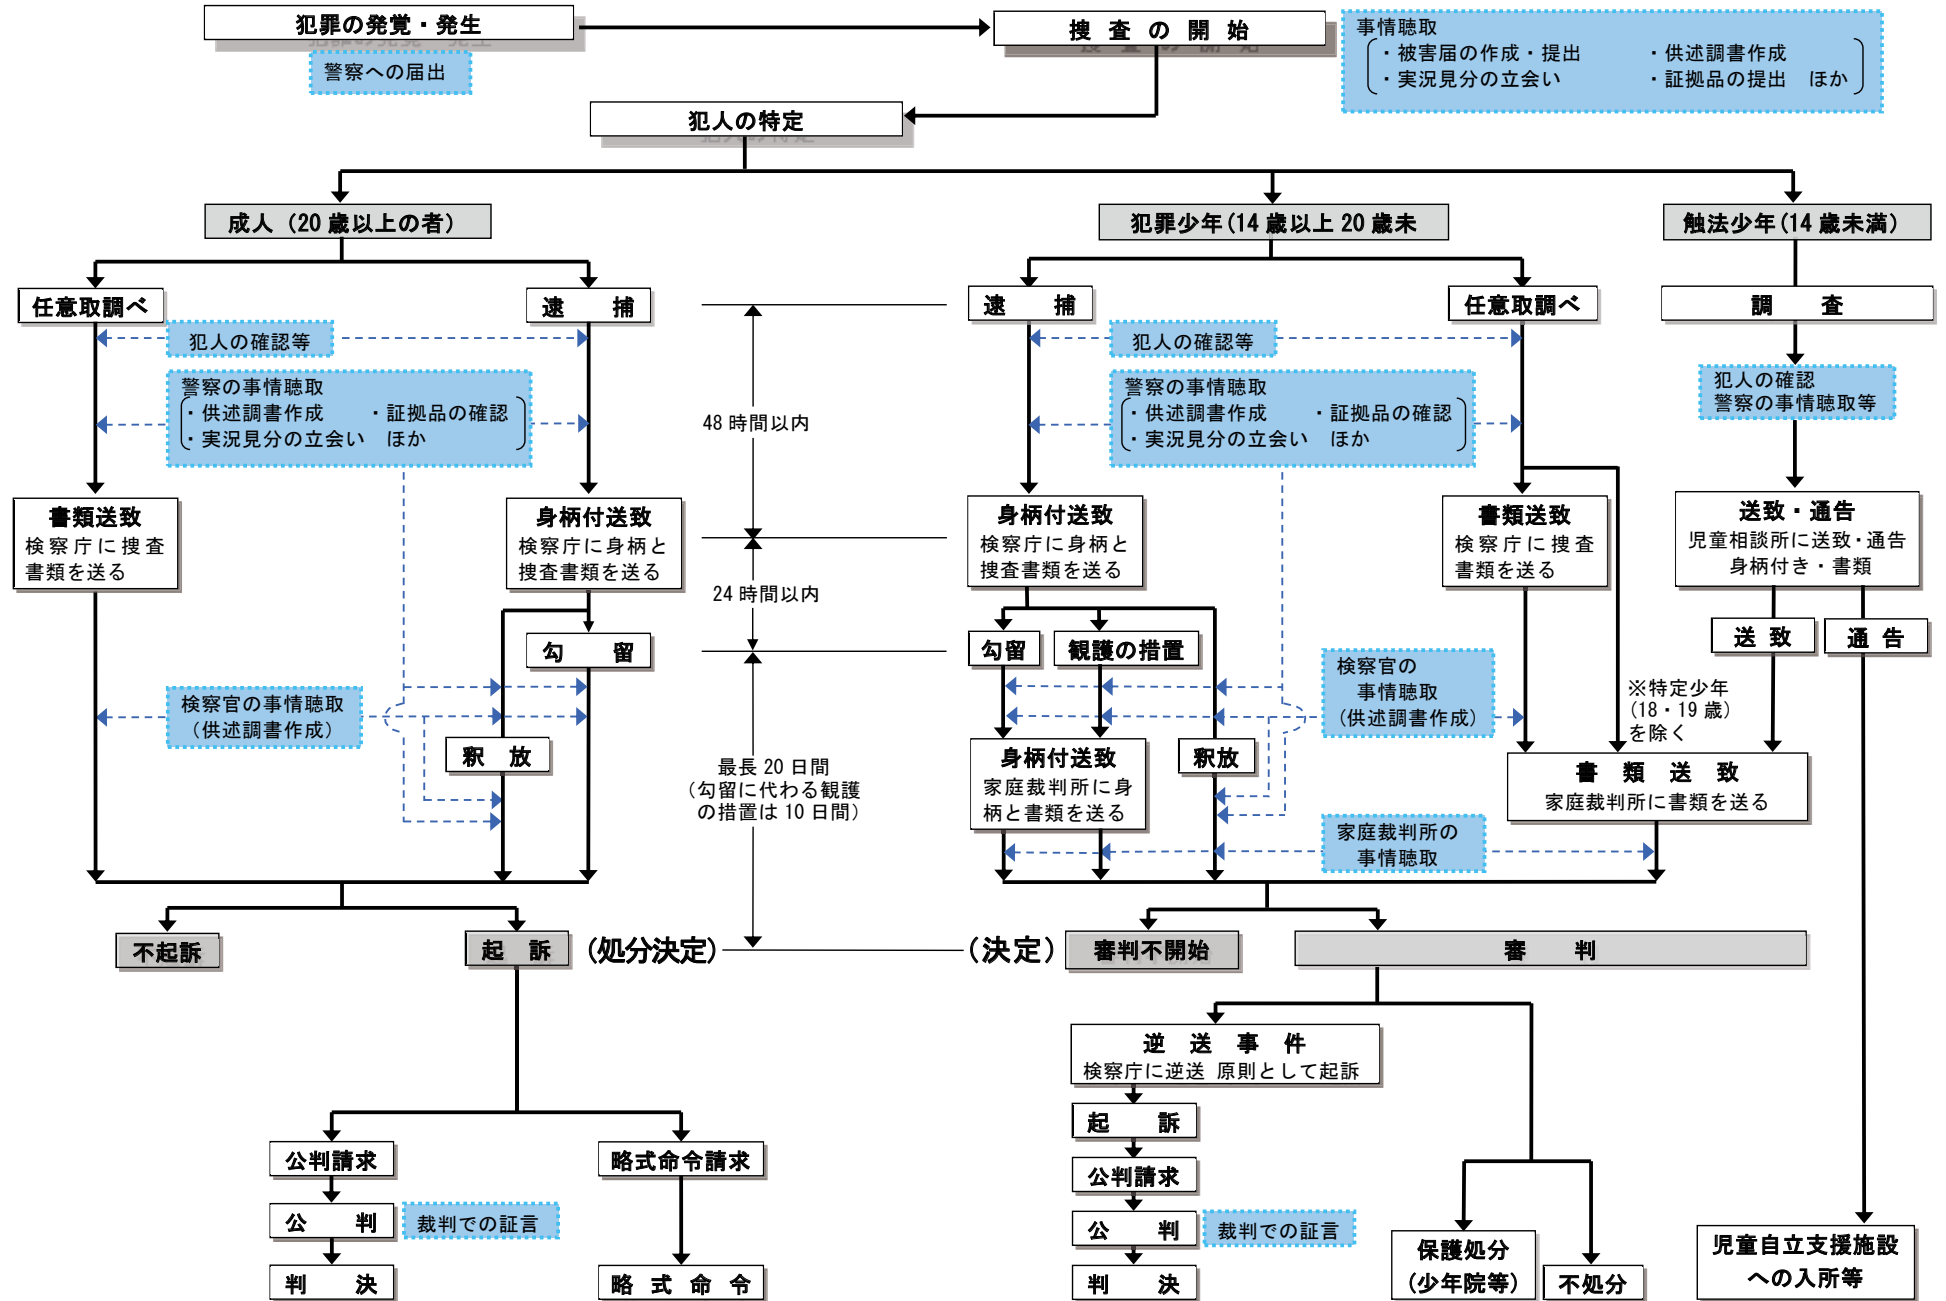 犯罪の発覚・発生
捜査の開始
警察への届出
事情聴取
・被害届の作成・提出　・供述調書作成
・実況見分の立会い　・証拠品の提出　ほか
犯人の特定
成人（20歳以上の者）
犯罪少年(14歳以上20歳未
触法少年(14歳未満）
任意取調べ
逮捕
犯人の確認等
警察の事情聴取
・供述調書作成　・証拠品の確認
・実況見分の立会い　ほか
書類送致
検察庁に捜査
書類を送る
身柄付送致
検察庁に身柄と
捜査書類を送る
勾留
検察官の事情聴取
（供述調書作成）
釈放
48時間以内
24時間以内
最長20日間
（勾留に代わる観護
の措置は10日間）
逮捕
任意取調べ
犯人の確認等
警察の事情聴取
・供述調書作成　・証拠品の確認
・実況見分の立会い　ほか
身柄付送致
検察庁に身柄と
捜査書類を送る
書類送致
検察庁に捜査
書類を送る
勾留
観護の措置
検察官の
事情聴取
（供述調書作成）
※特定少年
(18・19歳）
を除く
身柄付送致
家庭裁判所に身
柄と書類を送る
釈放
書類送致
家庭裁判所に書類を送る
家庭裁判所の
事情聴取
調査
犯人の確認
警察の事情聴取等
送致・通告
児童相談所に送致・通告
身柄付き・書類
送致
通告
不起訴
起訴
（処分決定）
（決定）
審判不開始
審判
逆送事件
検察庁に逆送 原則として起訴
起訴
公判請求
公判
裁判での証言
判決
公判請求
公判
裁判での証言
判決
略式命令請求
略式命令
保護処分
（少年院等）
不処分
児童自立支援施設
への入所等